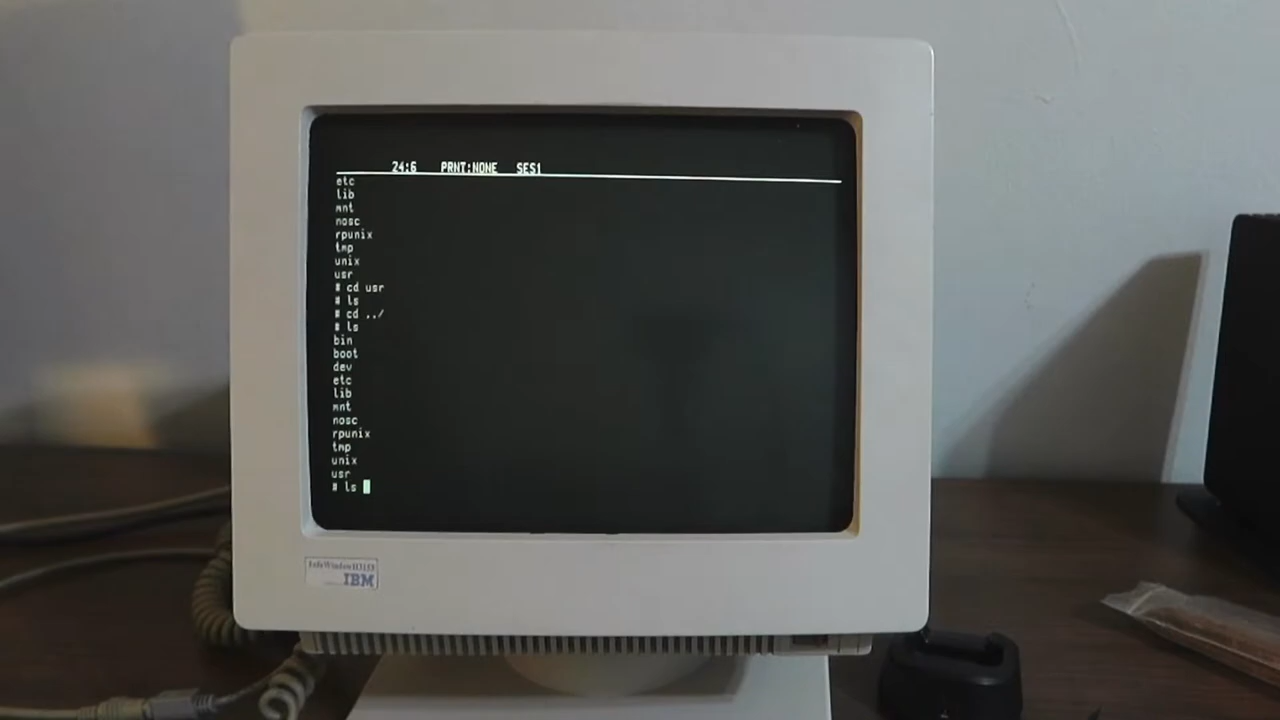 24:6 PRNT:NONE SES1
etc
lib
mnt
nosc
rpunix
tmp
unix
usr
# cd usr
# ls
# cd ../
# ls
bin
boot
dev
etc
lib
mnt
nosc
rpunix
tmp
unix
usr
# ls
InfoWindowII3153
IBM